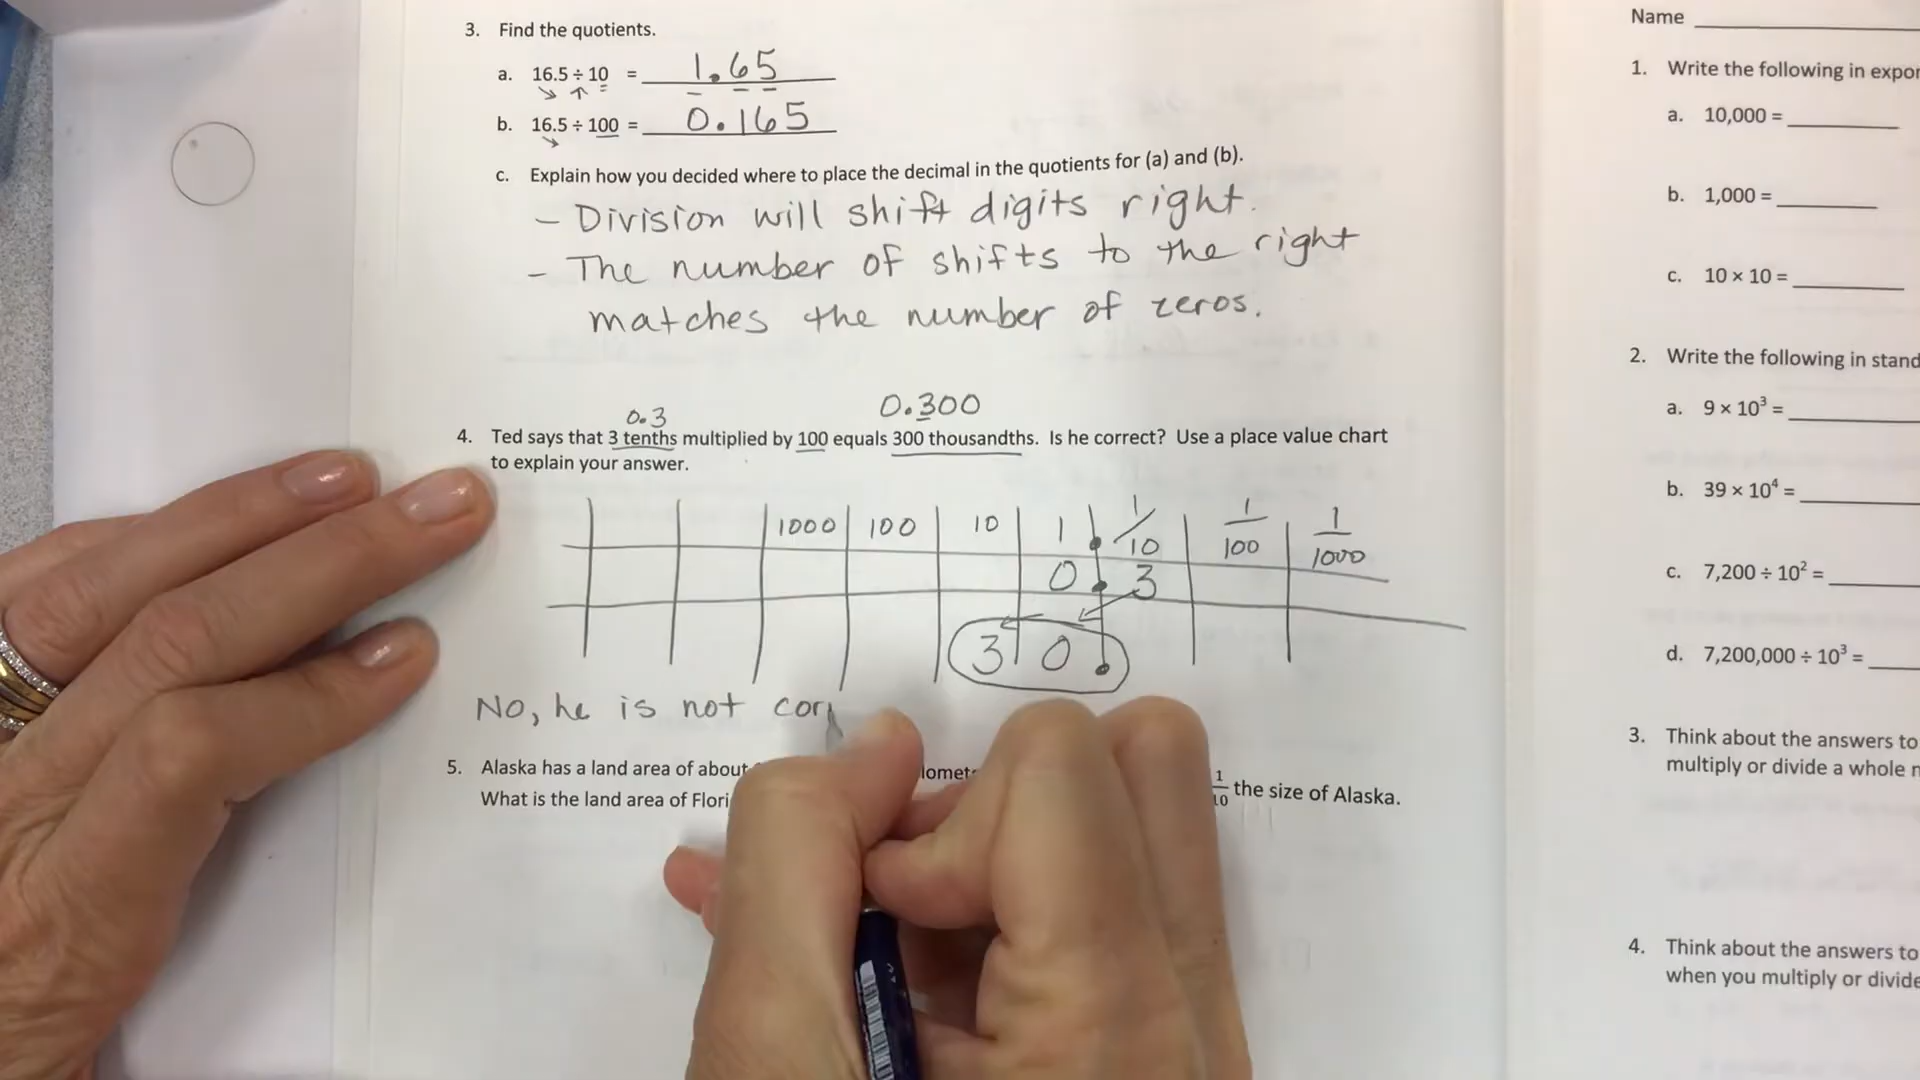 3. Find the quotients.
a. 16.5 ÷ 10 = 1.65
b. 16.5 ÷ 100 = 0.165
c. Explain how you decided where to place the decimal in the quotients for (a) and (b).
– Division will shift digits right.
– The number of shifts to the right
matches the number of zeros.
0.3 0.300
4. Ted says that 3 tenths multiplied by 100 equals 300 thousandths. Is he correct? Use a place value chart
to explain your answer.
1000 100 10 1 . 1/10 1/100 1/1000
0 . 3
3 0 .
No, he is not cor
5. Alaska has a land area of about
1/10 the size of Alaska.
What is the land area of
Name
1. Write the following in
a. 10,000 =
b. 1,000 =
c. 10 × 10 =
2. Write the following in
a. 9 × 10³ =
b. 39 × 10⁴ =
c. 7,200 ÷ 10² =
d. 7,200,000 ÷ 10³ =
3. Think about the answers to
multiply or divide a whole
4. Think about the answers to
when you multiply or